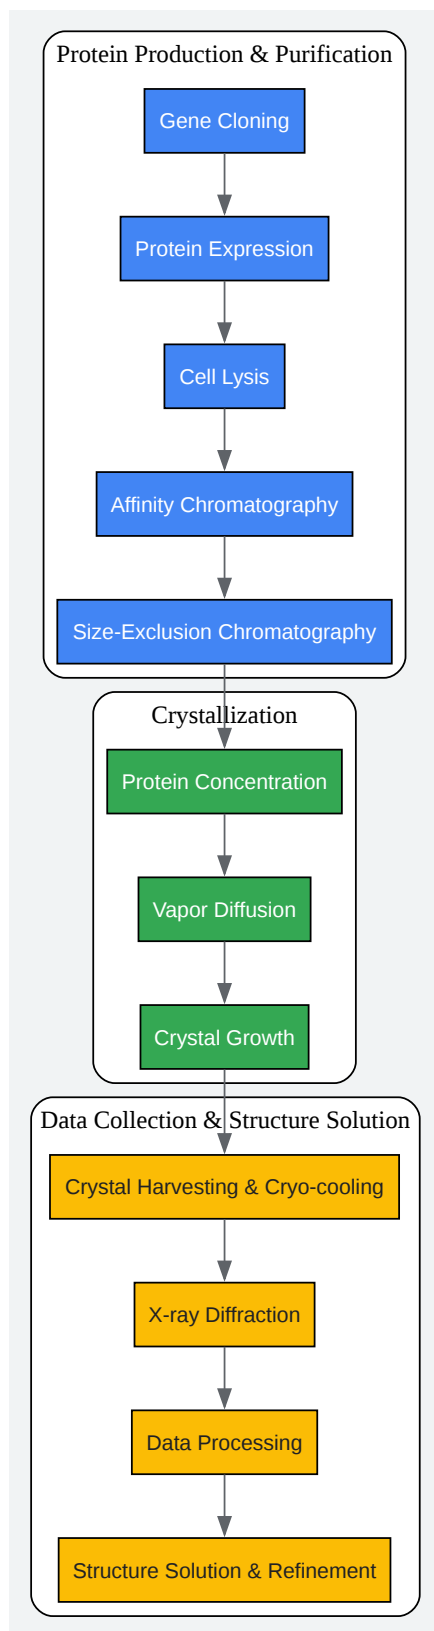 Protein Production & Purification
Gene Cloning
Protein Expression
Cell Lysis
Affinity Chromatography
Size-Exclusion Chromatography
Crystallization
Protein Concentration
Vapor Diffusion
Crystal Growth
Data Collection & Structure Solution
Crystal Harvesting & Cryo-cooling
X-ray Diffraction
Data Processing
Structure Solution & Refinement